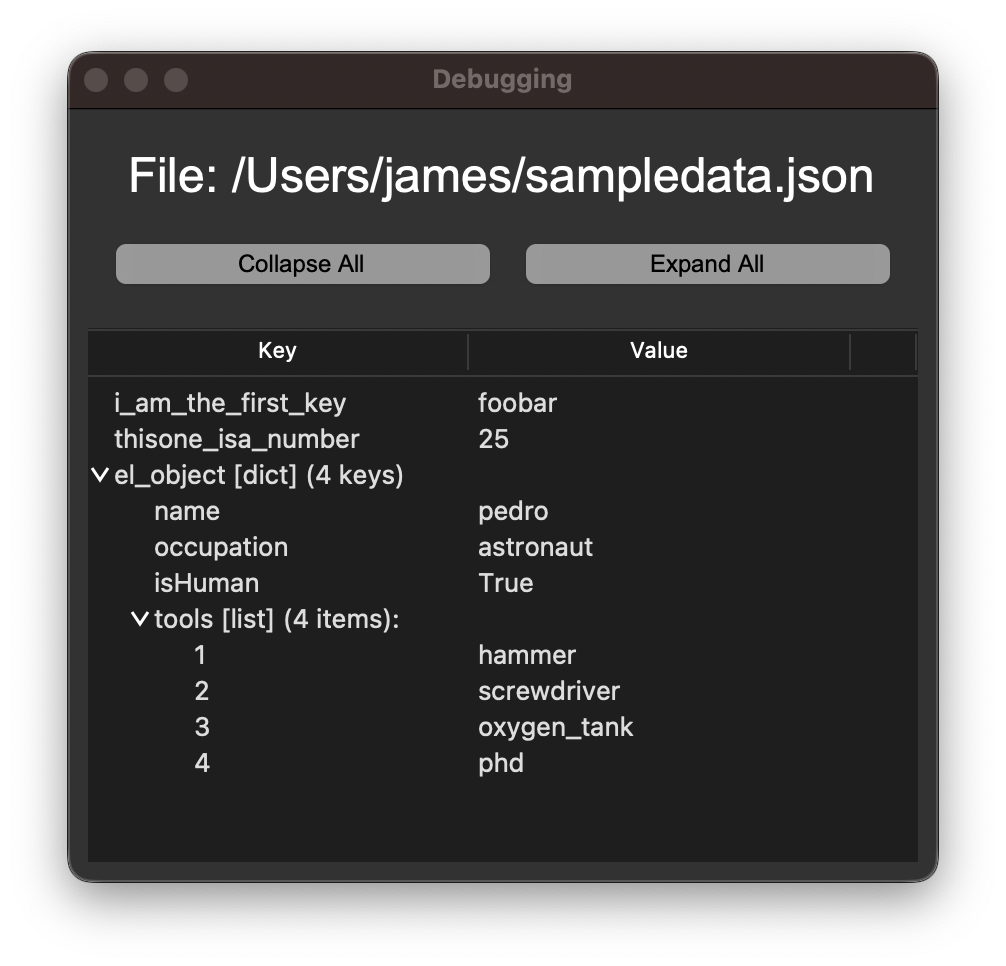 Debugging
File: /Users/james/sampledata.json
Collapse All Expand All
Key Value
i_am_the_first_key foobar
thisone_isa_number 25
el_object [dict] (4 keys)
name pedro
occupation astronaut
isHuman True
tools [list] (4 items):
1 hammer
2 screwdriver
3 oxygen_tank
4 phd